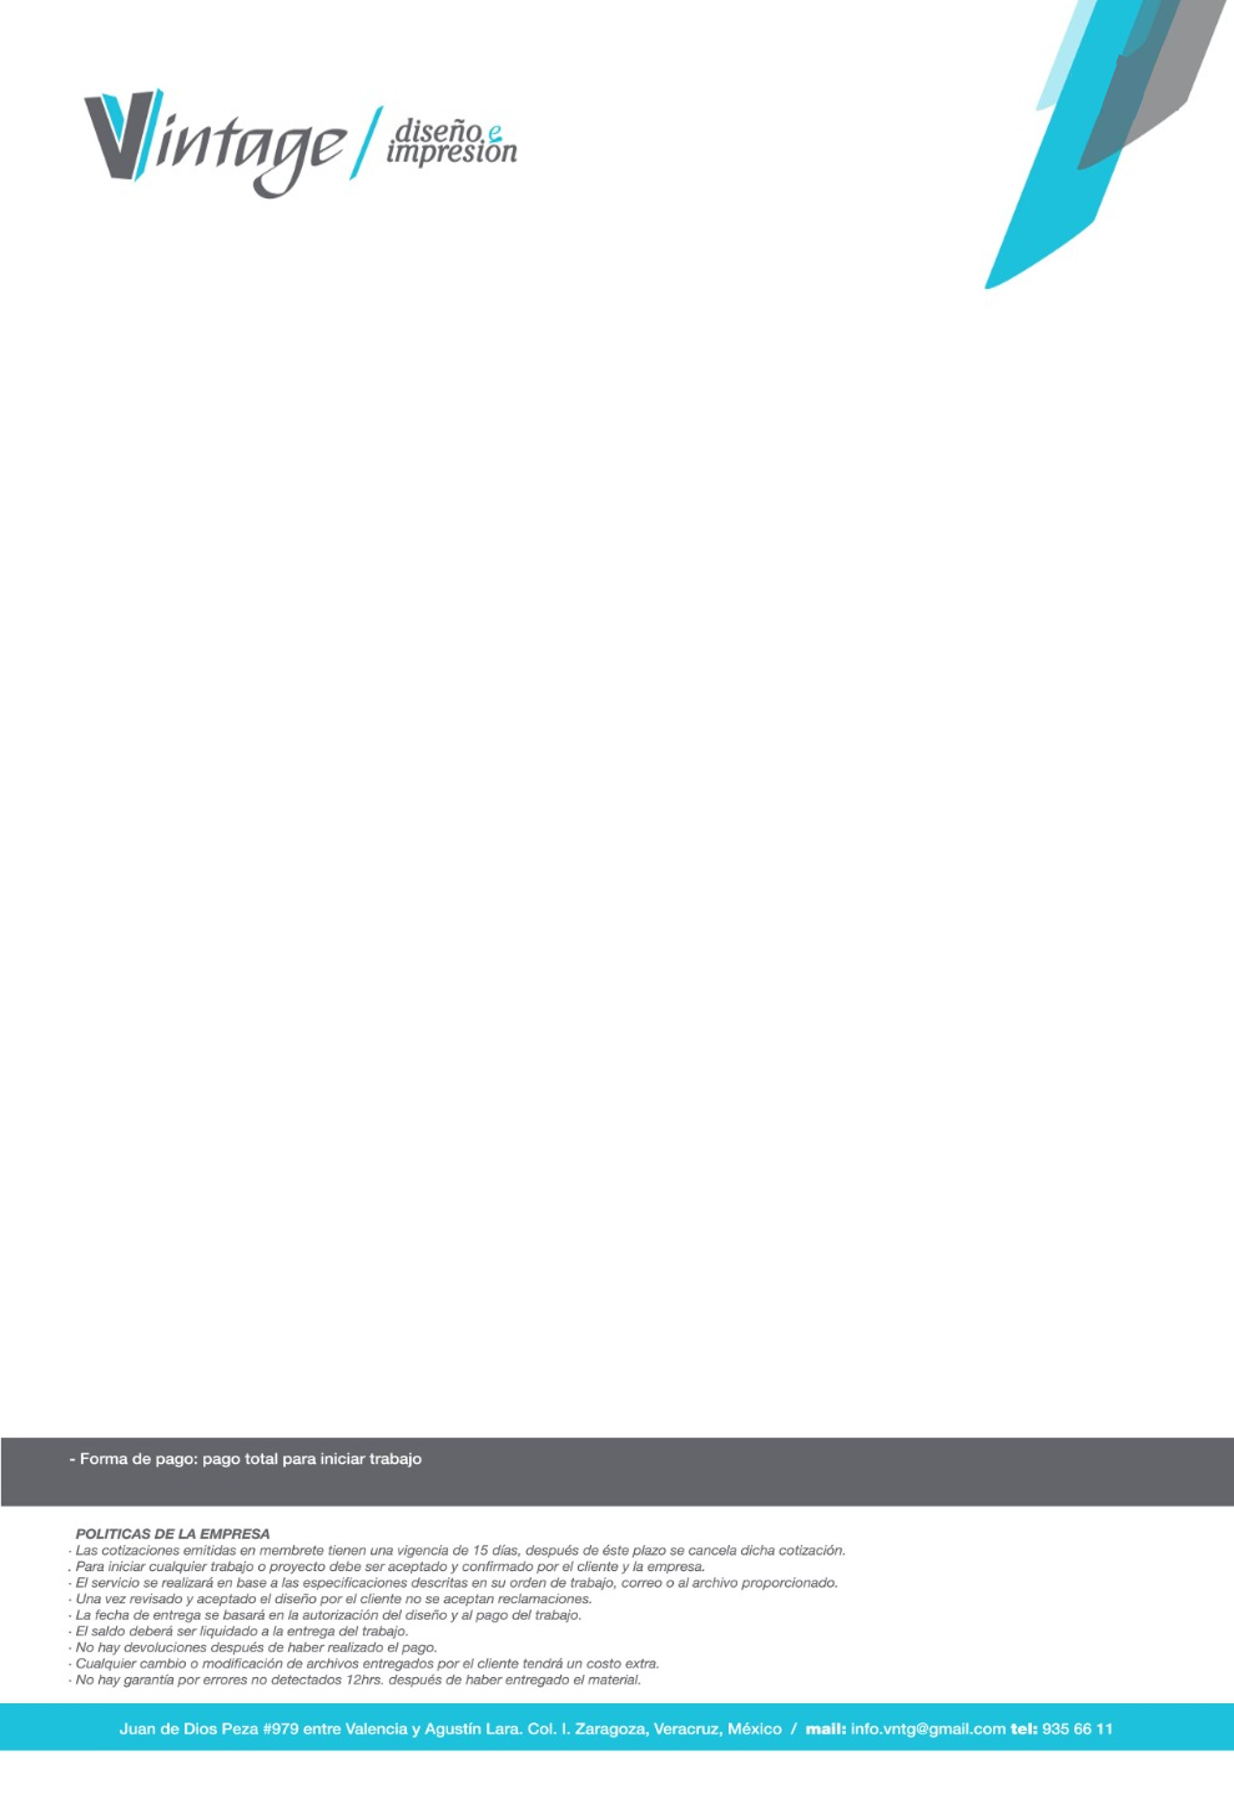 Vintage / diseño e
impresión
- Forma de pago: pago total para iniciar trabajo
POLITICAS DE LA EMPRESA
· Las cotizaciones emitidas en membrete tienen una vigencia de 15 días, después de éste plazo se cancela dicha cotización.
. Para iniciar cualquier trabajo o proyecto debe ser aceptado y confirmado por el cliente y la empresa.
· El servicio se realizará en base a las especificaciones descritas en su orden de trabajo, correo o al archivo proporcionado.
· Una vez revisado y aceptado el diseño por el cliente no se aceptan reclamaciones.
· La fecha de entrega se basará en la autorización del diseño y al pago del trabajo.
· El saldo deberá ser liquidado a la entrega del trabajo.
· No hay devoluciones después de haber realizado el pago.
· Cualquier cambio o modificación de archivos entregados por el cliente tendrá un costo extra.
· No hay garantía por errores no detectados 12hrs. después de haber entregado el material.
Juan de Dios Peza #979 entre Valencia y Agustín Lara. Col. I. Zaragoza, Veracruz, México / mail: info.vntg@gmail.com tel: 935 66 11